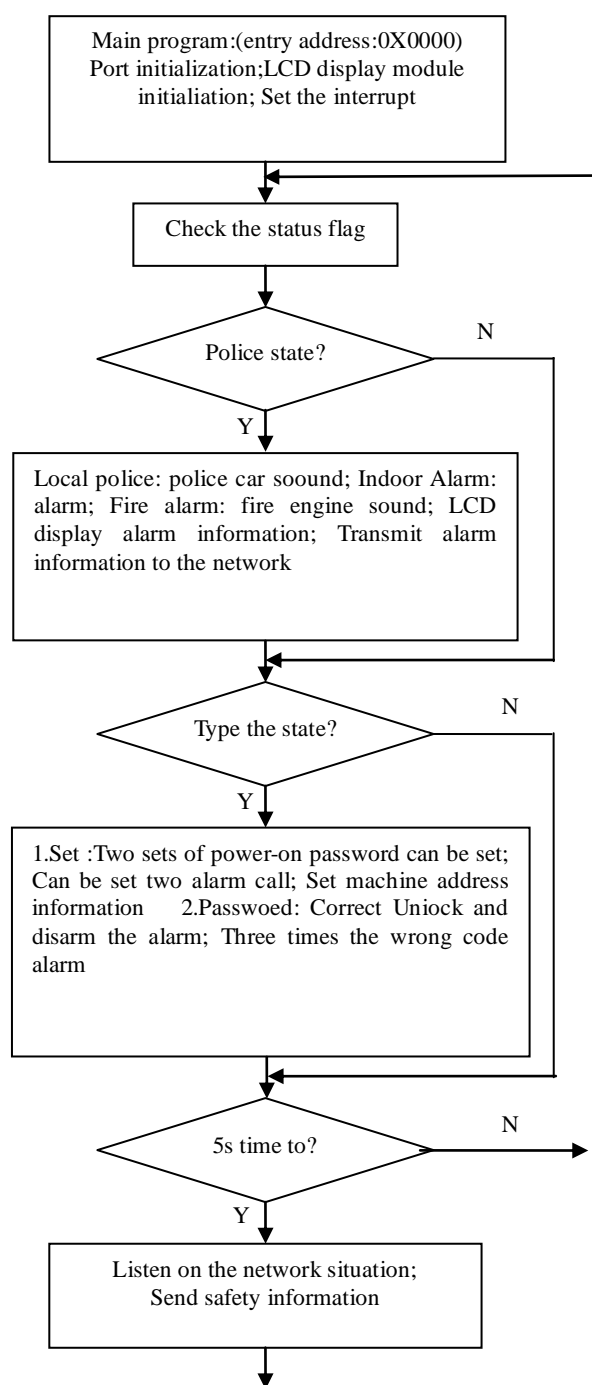 Main program:(entry address:0X0000)
Port initialization;LCD display module
initialiation; Set the interrupt
Check the status flag
Police state?
N
Y
Local police: police car soound; Indoor Alarm:
alarm; Fire alarm: fire engine sound; LCD
display alarm information; Transmit alarm
information to the network
Type the state?
N
Y
1.Set :Two sets of power-on password can be set;
Can be set two alarm call; Set machine address
information 2.Passwoed: Correct Uniock and
disarm the alarm; Three times the wrong code
alarm
5s time to?
N
Y
Listen on the network situation;
Send safety information